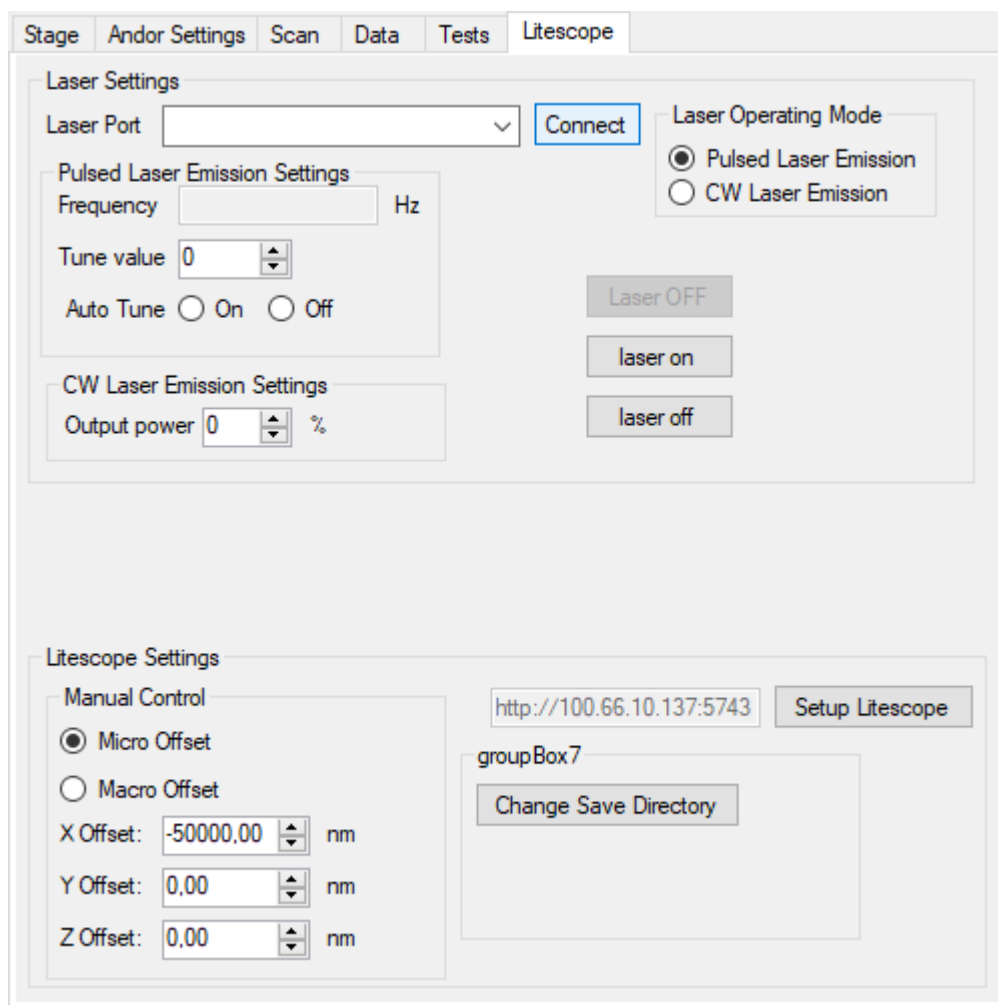 Stage Andor Settings Scan Data Tests Litescope
Laser Settings
Laser Port Connect
Laser Operating Mode
Pulsed Laser Emission
CW Laser Emission
Pulsed Laser Emission Settings
Frequency Hz
Tune value 0
Auto Tune On Off
Laser OFF
laser on
laser off
CW Laser Emission Settings
Output power 0 %
Litescope Settings
Manual Control
Micro Offset
Macro Offset
X Offset: -50000,00 nm
Y Offset: 0,00 nm
Z Offset: 0,00 nm
http://100.66.10.137:5743 Setup Litescope
groupBox7
Change Save Directory